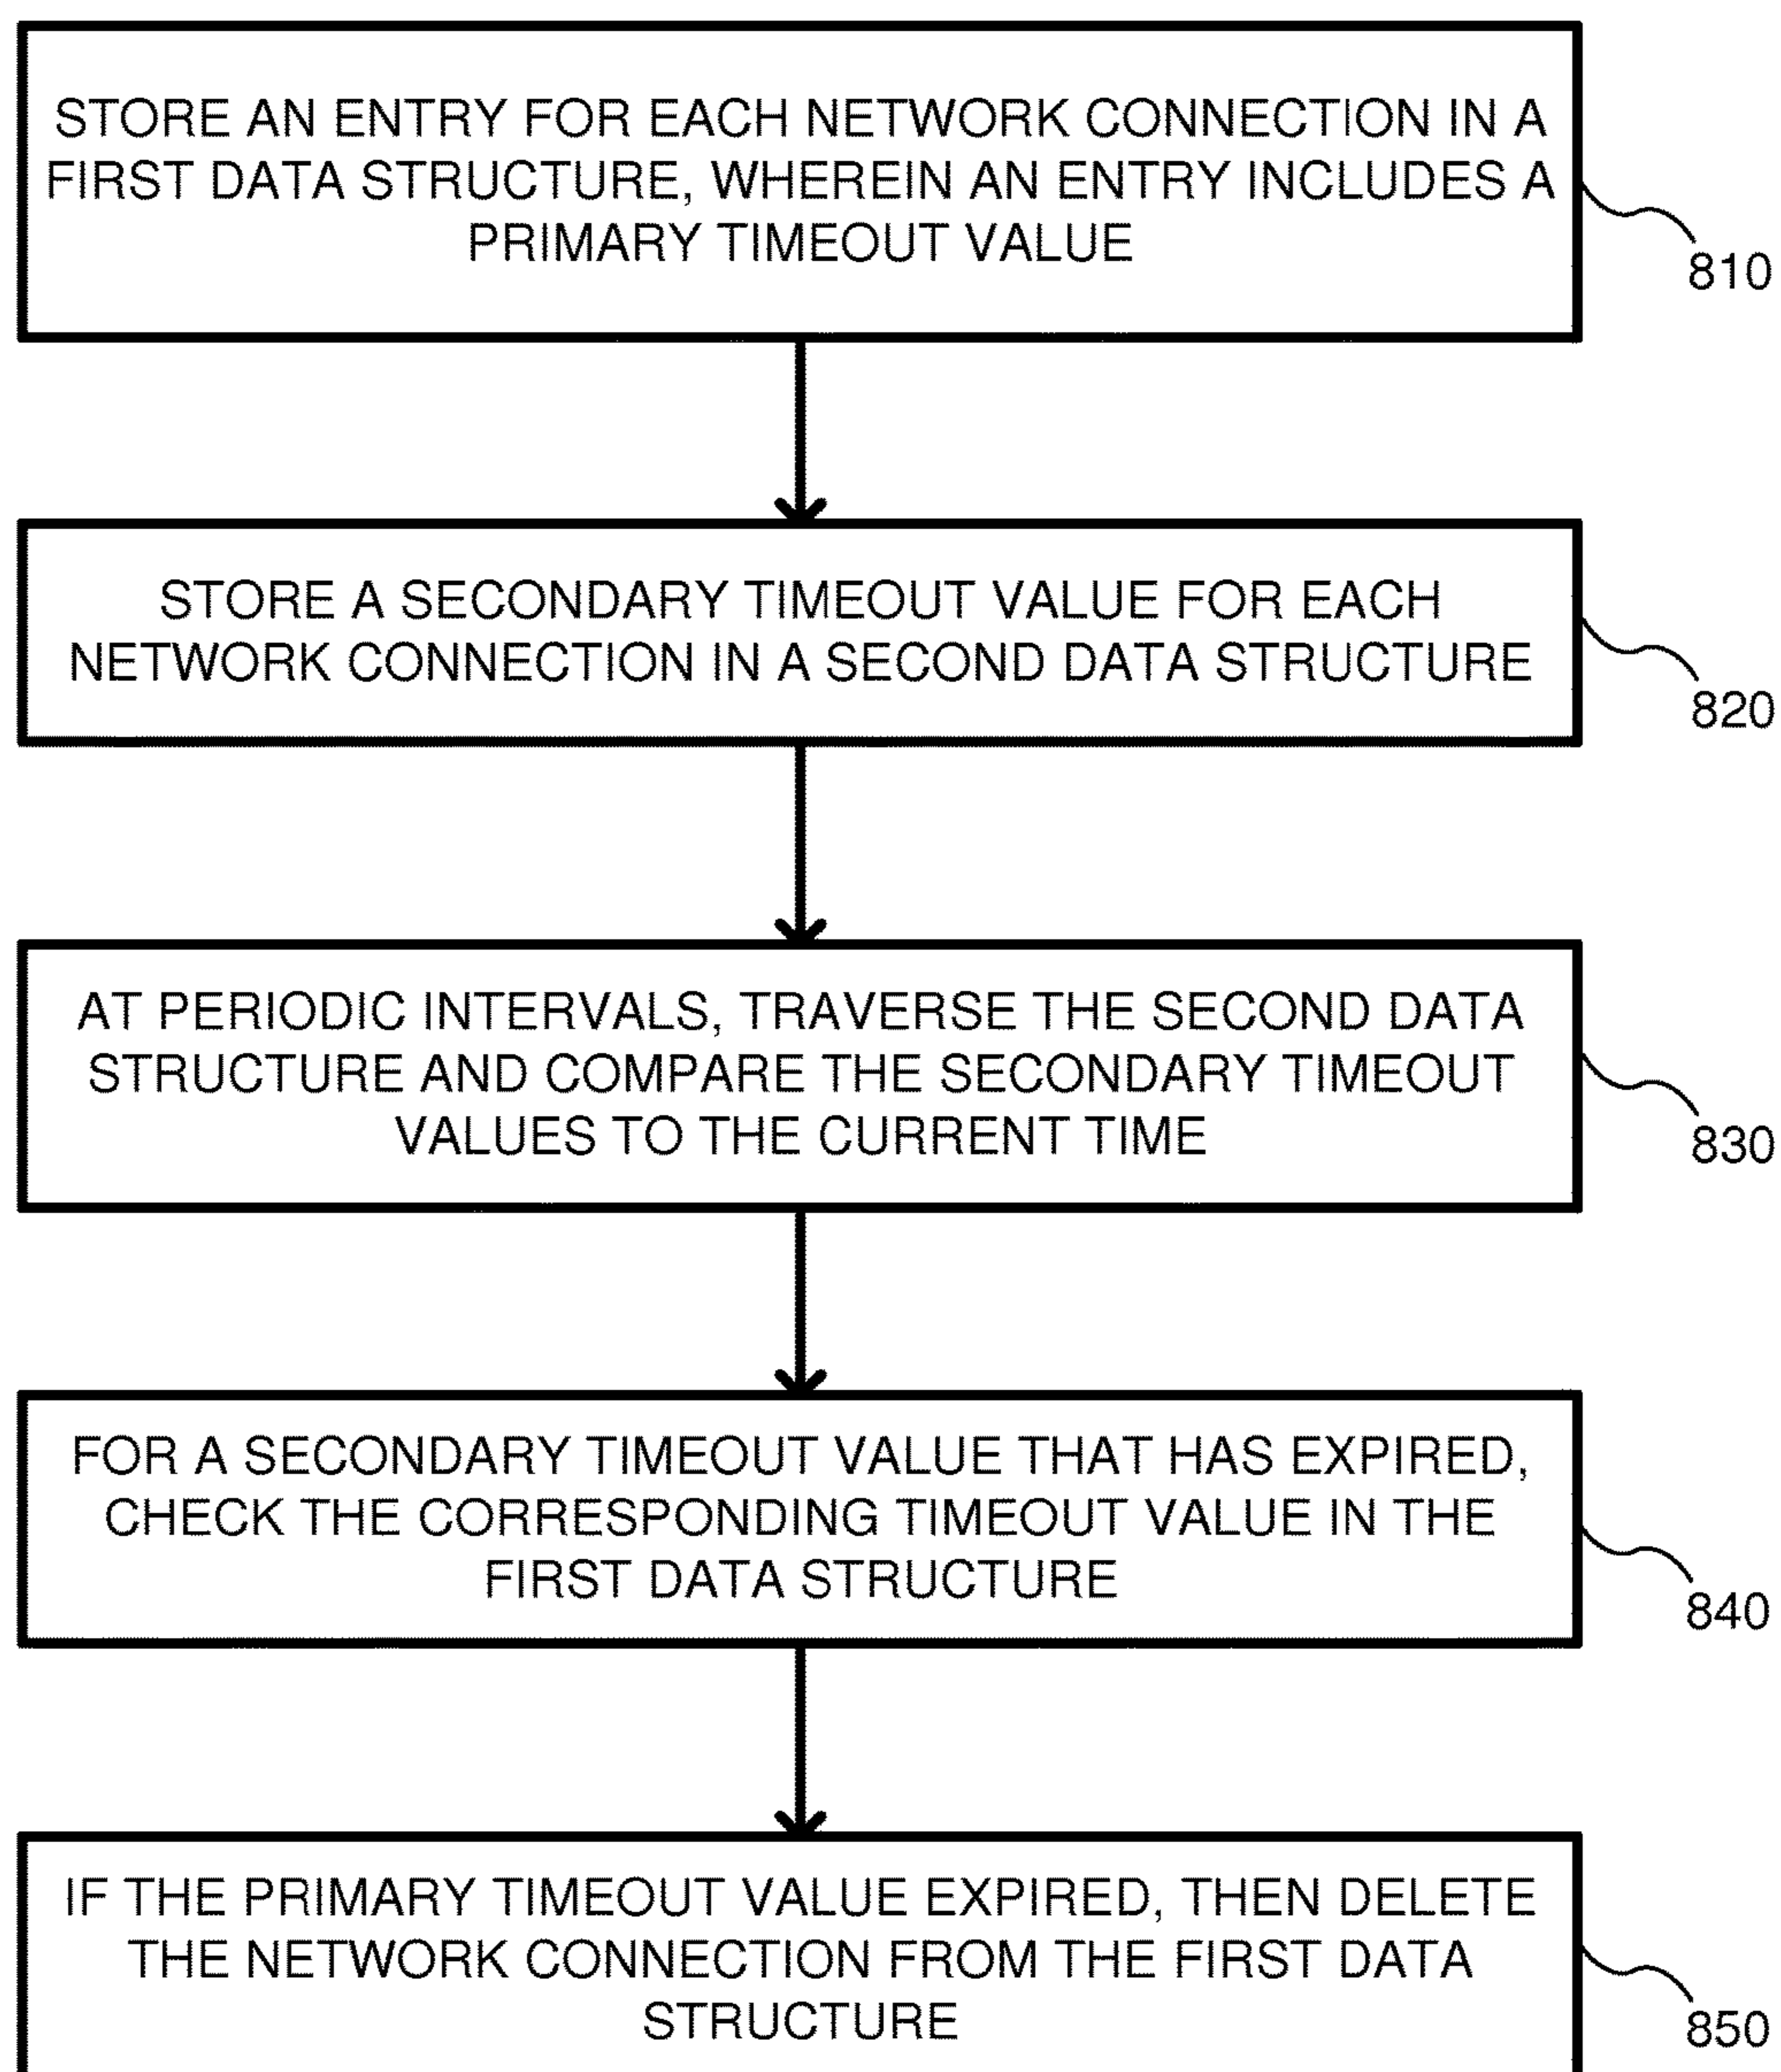 STORE AN ENTRY FOR EACH NETWORK CONNECTION IN A
FIRST DATA STRUCTURE, WHEREIN AN ENTRY INCLUDES A
PRIMARY TIMEOUT VALUE
810
STORE A SECONDARY TIMEOUT VALUE FOR EACH
NETWORK CONNECTION IN A SECOND DATA STRUCTURE
820
AT PERIODIC INTERVALS, TRAVERSE THE SECOND DATA
STRUCTURE AND COMPARE THE SECONDARY TIMEOUT
VALUES TO THE CURRENT TIME
830
FOR A SECONDARY TIMEOUT VALUE THAT HAS EXPIRED,
CHECK THE CORRESPONDING TIMEOUT VALUE IN THE
FIRST DATA STRUCTURE
840
IF THE PRIMARY TIMEOUT VALUE EXPIRED, THEN DELETE
THE NETWORK CONNECTION FROM THE FIRST DATA
STRUCTURE
850